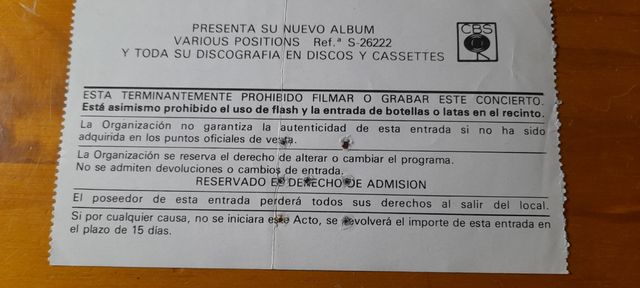 PRESENTA SU NUEVO ALBUM
VARIOUS POSITIONS Ref.ª S-26222
Y TODA SU DISCOGRAFIA EN DISCOS Y CASSETTES
CBS
ESTA TERMINANTEMENTE PROHIBIDO FILMAR O GRABAR ESTE CONCIERTO.
Está asimismo prohibido el uso de flash y la entrada de botellas o latas en el recinto.
La Organización no garantiza la autenticidad de esta entrada si no ha sido
adquirida en los puntos oficiales de venta.
La Organización se reserva el derecho de alterar o cambiar el programa.
No se admiten devoluciones o cambios de entrada.
RESERVADO EL DERECHO DE ADMISION
El poseedor de esta entrada perderá todos sus derechos al salir del local.
Si por cualquier causa, no se iniciara este Acto, se devolverá el importe de esta entrada en
el plazo de 15 días.